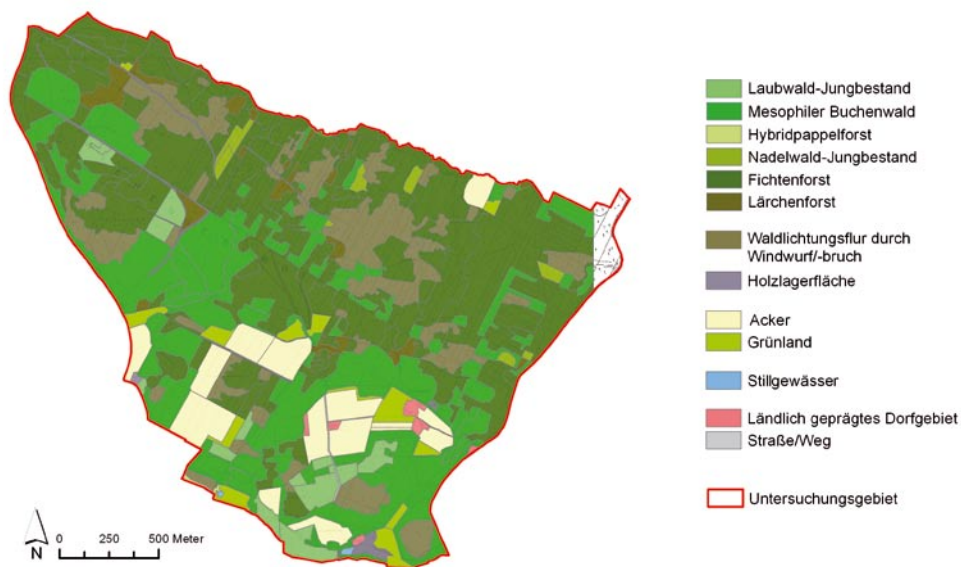 Laubwald-Jungbestand
Mesophiler Buchenwald
Hybridpappelforst
Nadelwald-Jungbestand
Fichtenforst
Lärchenforst
Waldlichtungsflur durch
Windwurf/-bruch
Holzlagerfläche
Acker
Grünland
Stillgewässer
Ländlich geprägtes Dorfgebiet
Straße/Weg
Untersuchungsgebiet
N
0 250 500 Meter